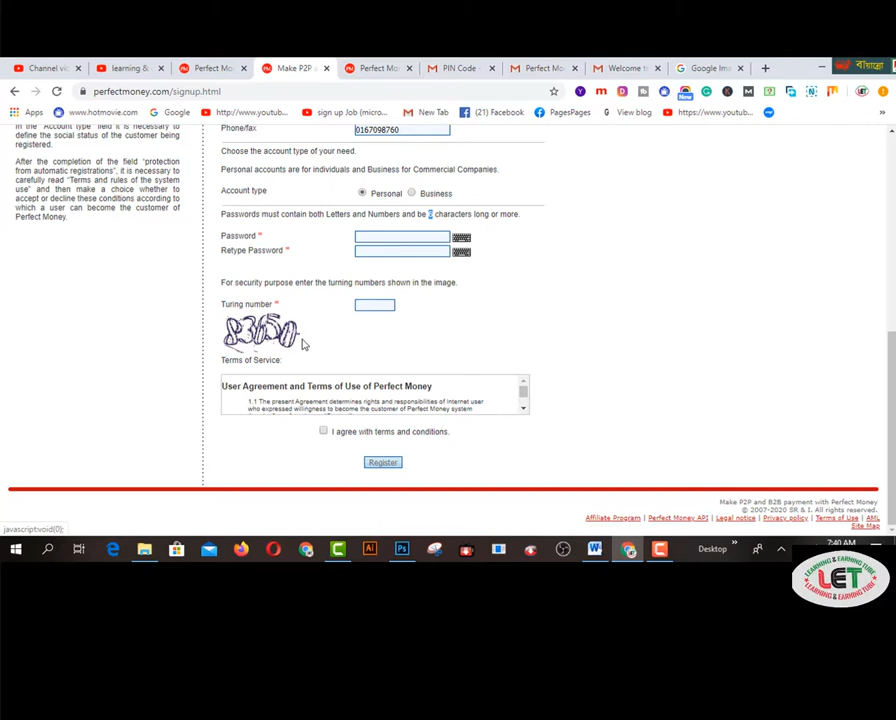 Channel vi
learning &
Perfect M
Make P2P a
Perfect Mon
PIN Code -
Perfect Mon
Welcome t
Google Ima
বায়ান্নো
perfectmoney.com/signup.html
Apps
www.hotmovie.com
Google
http://www.youtub...
sign up Job (micro...
New Tab
(21) Facebook
PagesPages
View blog
https://www.youtub...
in the 'Account type' field it is necessary to
define the social status of the customer being
registered.
After the completion of the field "protection
from automatic registrations", it is necessary to
carefully read "Terms and rules of the system
use" and then make a choice whether to
accept or decline these conditions according to
which a user can become the customer of
Perfect Money.
Phone/fax
0167098760
Choose the account type of your need.
Personal accounts are for individuals and Business for Commercial Companies.
Account type
Personal
Business
Passwords must contain both Letters and Numbers and be 6 characters long or more.
Password *
Retype Password *
For security purpose enter the turning numbers shown in the image.
Turing number *
83650
Terms of Service:
User Agreement and Terms of Use of Perfect Money
1.1 The present Agreement determines rights and responsibilities of Internet user
who expressed willingness to become the customer of Perfect Money system
I agree with terms and conditions.
Register
Make P2P and B2B payment with Perfect Money
© 2007-2020 SR & I. All rights reserved.
Affiliate Program | Perfect Money API | Legal notice | Privacy policy | Terms of Use | AML
Site Map
javascript:void(0);
Desktop
7:40 AM
LEARNING & EARNING TUBE
LET
LEARNING & EARNING TUBE